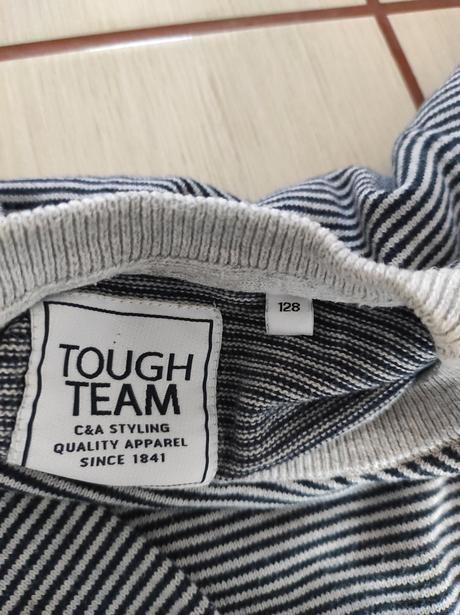 TOUGH
TEAM
C&A STYLING
QUALITY APPAREL
SINCE 1841
128